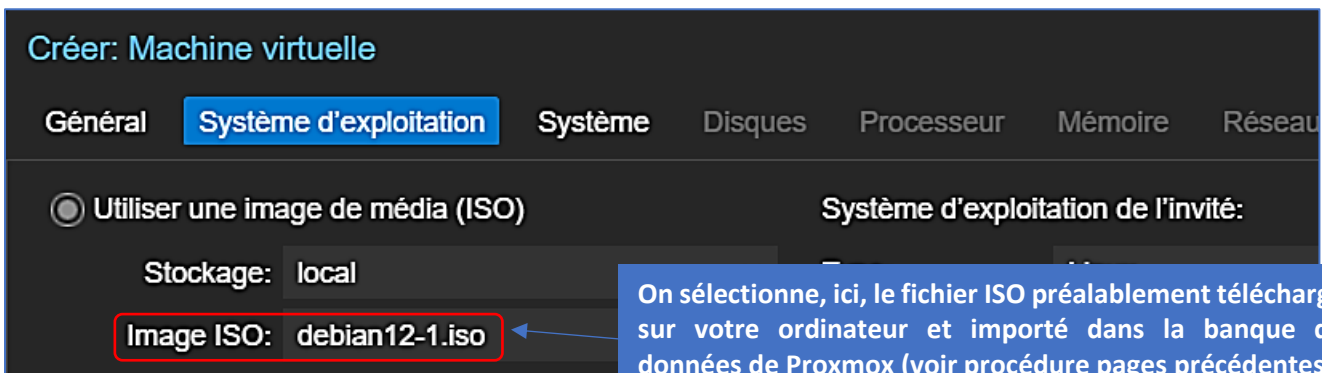 Créer: Machine virtuelle
Général Système d'exploitation Système Disques Processeur Mémoire Réseau
Utiliser une image de média (ISO) Système d'exploitation de l'invité:
Stockage: local
Image ISO: debian12-1.iso
On sélectionne, ici, le fichier ISO préalablement télécharg
sur votre ordinateur et importé dans la banque d
données de Proxmox (voir procédure pages précédentes